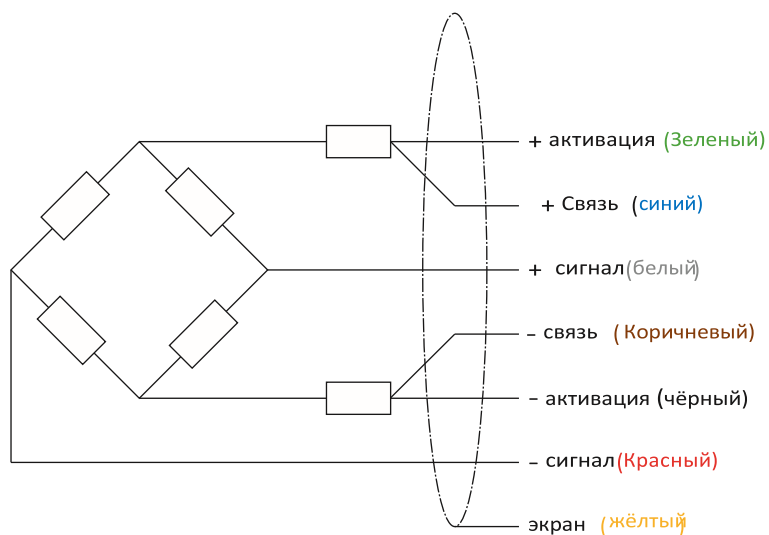 + активация (Зеленый)
+ Связь (синий)
+ сигнал(белый)
- связь ( Коричневый)
- активация (чёрный)
- сигнал(Красный)
экран (жёлтый)